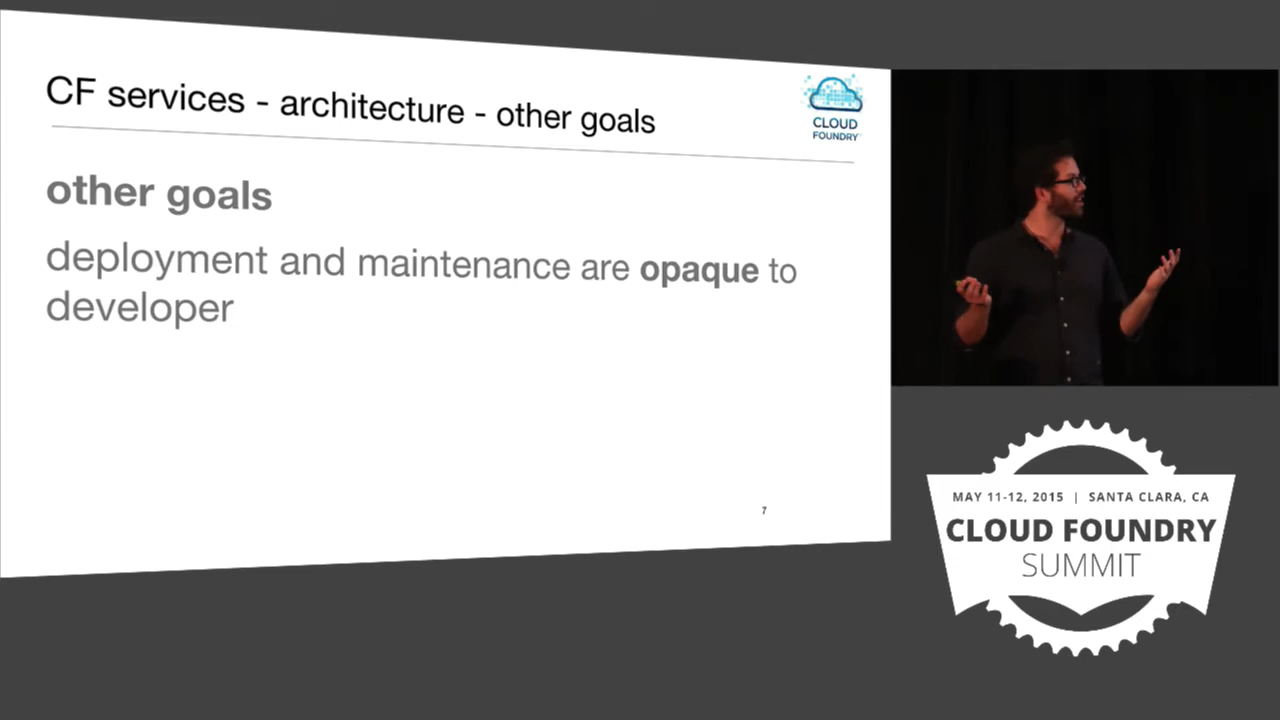 CF services - architecture - other goals
CLOUD
FOUNDRY
other goals
deployment and maintenance are opaque to
developer
7
MAY 11-12, 2015 | SANTA CLARA, CA
CLOUD FOUNDRY
SUMMIT